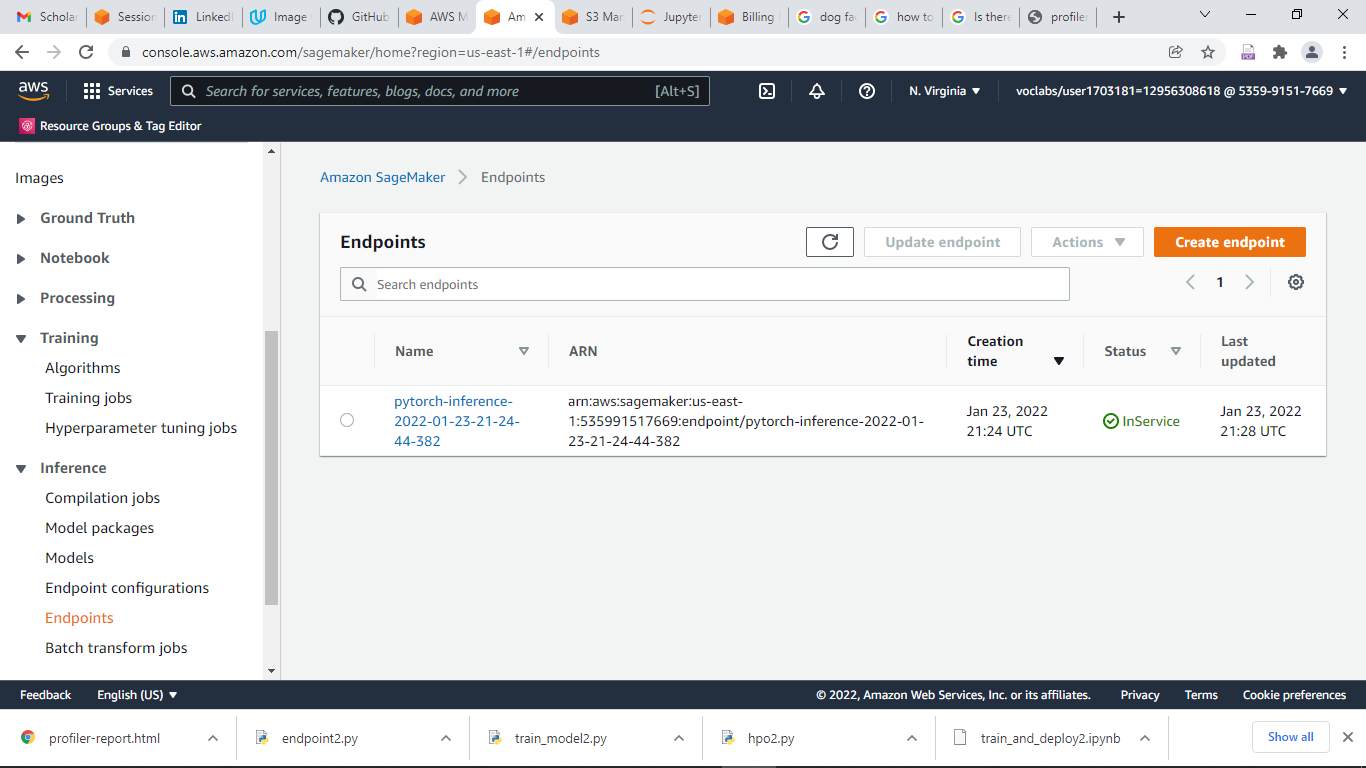 Scholar
Session
LinkedI
Image
GitHub
AWS M
Am
S3 Mar
Jupyter
Billing
dog fac
how to
Is there
profiler
console.aws.amazon.com/sagemaker/home?region=us-east-1#/endpoints
aws
Services
Search for services, features, blogs, docs, and more
[Alt+S]
N. Virginia
voclabs/user1703181=12956308618 @ 5359-9151-7669
Resource Groups & Tag Editor
Images
Ground Truth
Notebook
Processing
Training
Algorithms
Training jobs
Hyperparameter tuning jobs
Inference
Compilation jobs
Model packages
Models
Endpoint configurations
Endpoints
Batch transform jobs
Amazon SageMaker
Endpoints
Endpoints
Update endpoint
Actions
Create endpoint
Search endpoints
1
Name
ARN
Creation
time
Status
Last
updated
pytorch-inference-
2022-01-23-21-24-
44-382
arn:aws:sagemaker:us-east-
1:535991517669:endpoint/pytorch-inference-2022-01-
23-21-24-44-382
Jan 23, 2022
21:24 UTC
InService
Jan 23, 2022
21:28 UTC
Feedback
English (US)
© 2022, Amazon Web Services, Inc. or its affiliates.
Privacy
Terms
Cookie preferences
profiler-report.html
endpoint2.py
train_model2.py
hpo2.py
train_and_deploy2.ipynb
Show all